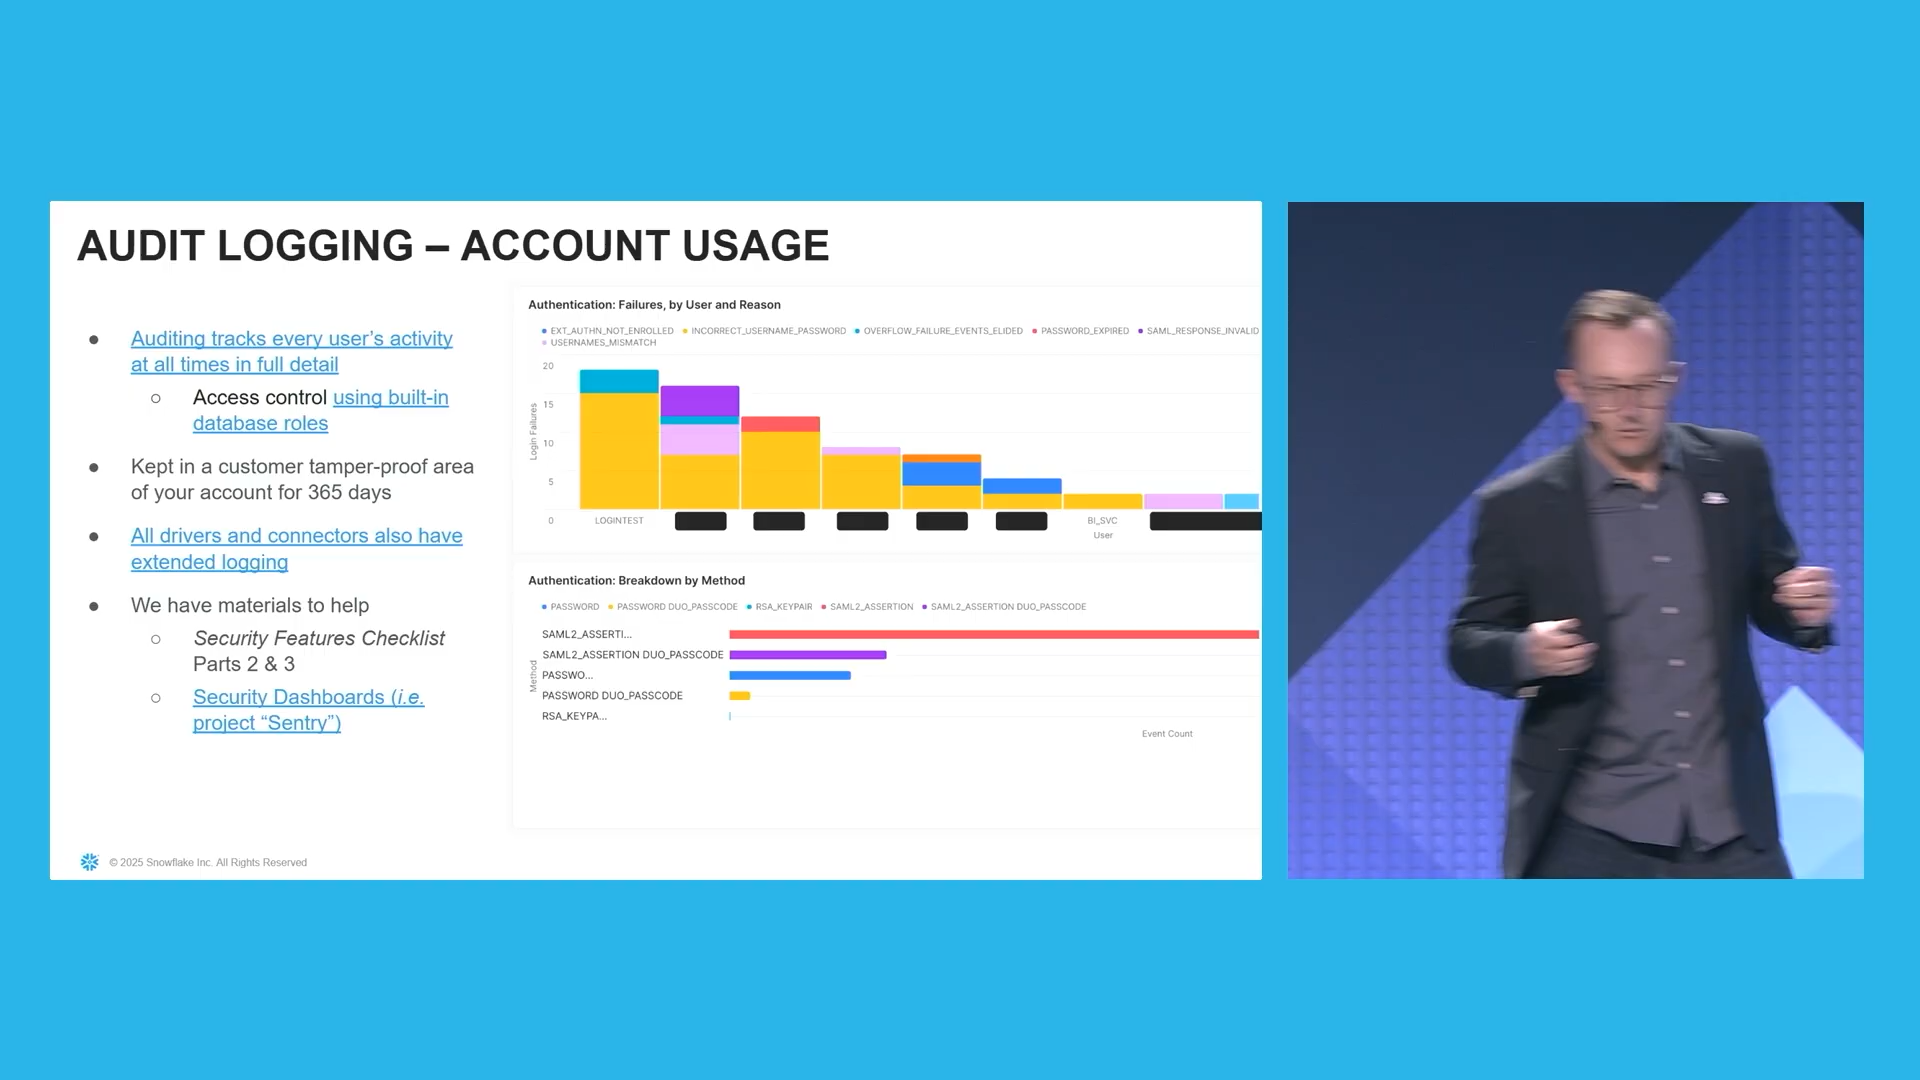 AUDIT LOGGING – ACCOUNT USAGE
Auditing tracks every user’s activity
at all times in full detail
Access control using built-in
database roles
Kept in a customer tamper-proof area
of your account for 365 days
All drivers and connectors also have
extended logging
We have materials to help
Security Features Checklist
Parts 2 & 3
Security Dashboards (i.e.
project “Sentry”)
Authentication: Failures, by User and Reason
EXT_AUTHN_NOT_ENROLLED INCORRECT_USERNAME_PASSWORD OVERFLOW_FAILURE_EVENTS_ELIDED PASSWORD_EXPIRED SAML_RESPONSE_INVALID
USERNAMES_MISMATCH
Login Failures
20
15
10
5
0
LOGINTEST BI_SVC
User
Authentication: Breakdown by Method
PASSWORD PASSWORD DUO_PASSCODE RSA_KEYPAIR SAML2_ASSERTION SAML2_ASSERTION DUO_PASSCODE
Method
SAML2_ASSERTI...
SAML2_ASSERTION DUO_PASSCODE
PASSWO...
PASSWORD DUO_PASSCODE
RSA_KEYPA...
Event Count
© 2025 Snowflake Inc. All Rights Reserved